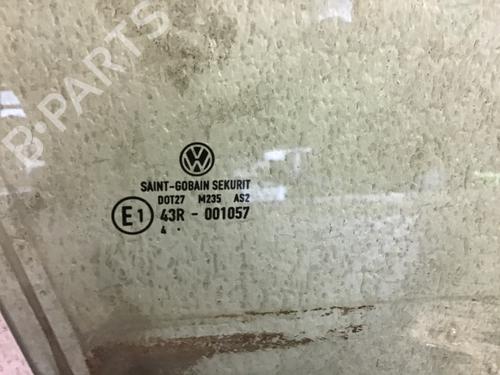 B-PARTS
VW
SAINT-GOBAIN SEKURIT
DOT27 M235 AS2
E1 43R - 001057
4 .